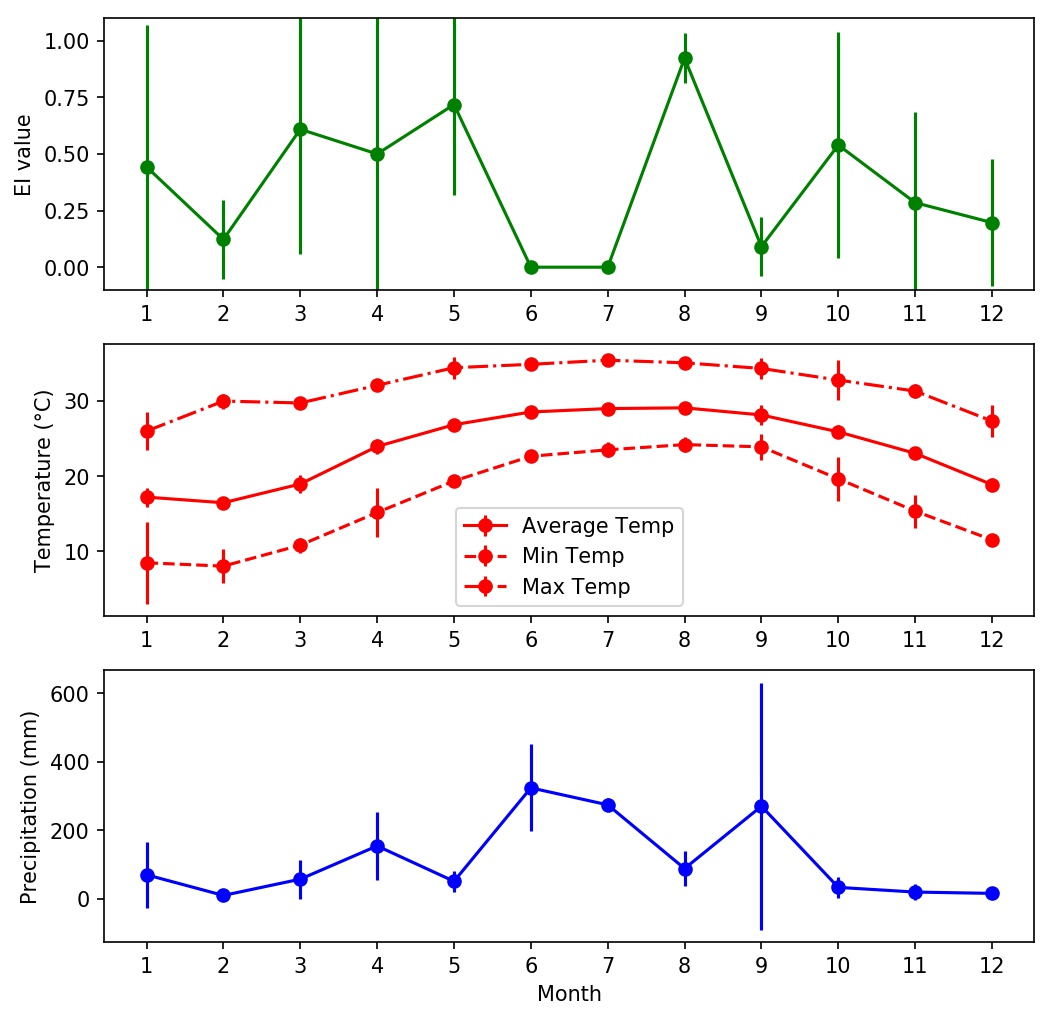 1.00
0.75
0.50
0.25
0.00
EI value
1 2 3 4 5 6 7 8 9 10 11 12
30
20
10
Temperature (°C)
Average Temp
Min Temp
Max Temp
1 2 3 4 5 6 7 8 9 10 11 12
600
400
200
0
Precipitation (mm)
1 2 3 4 5 6 7 8 9 10 11 12
Month